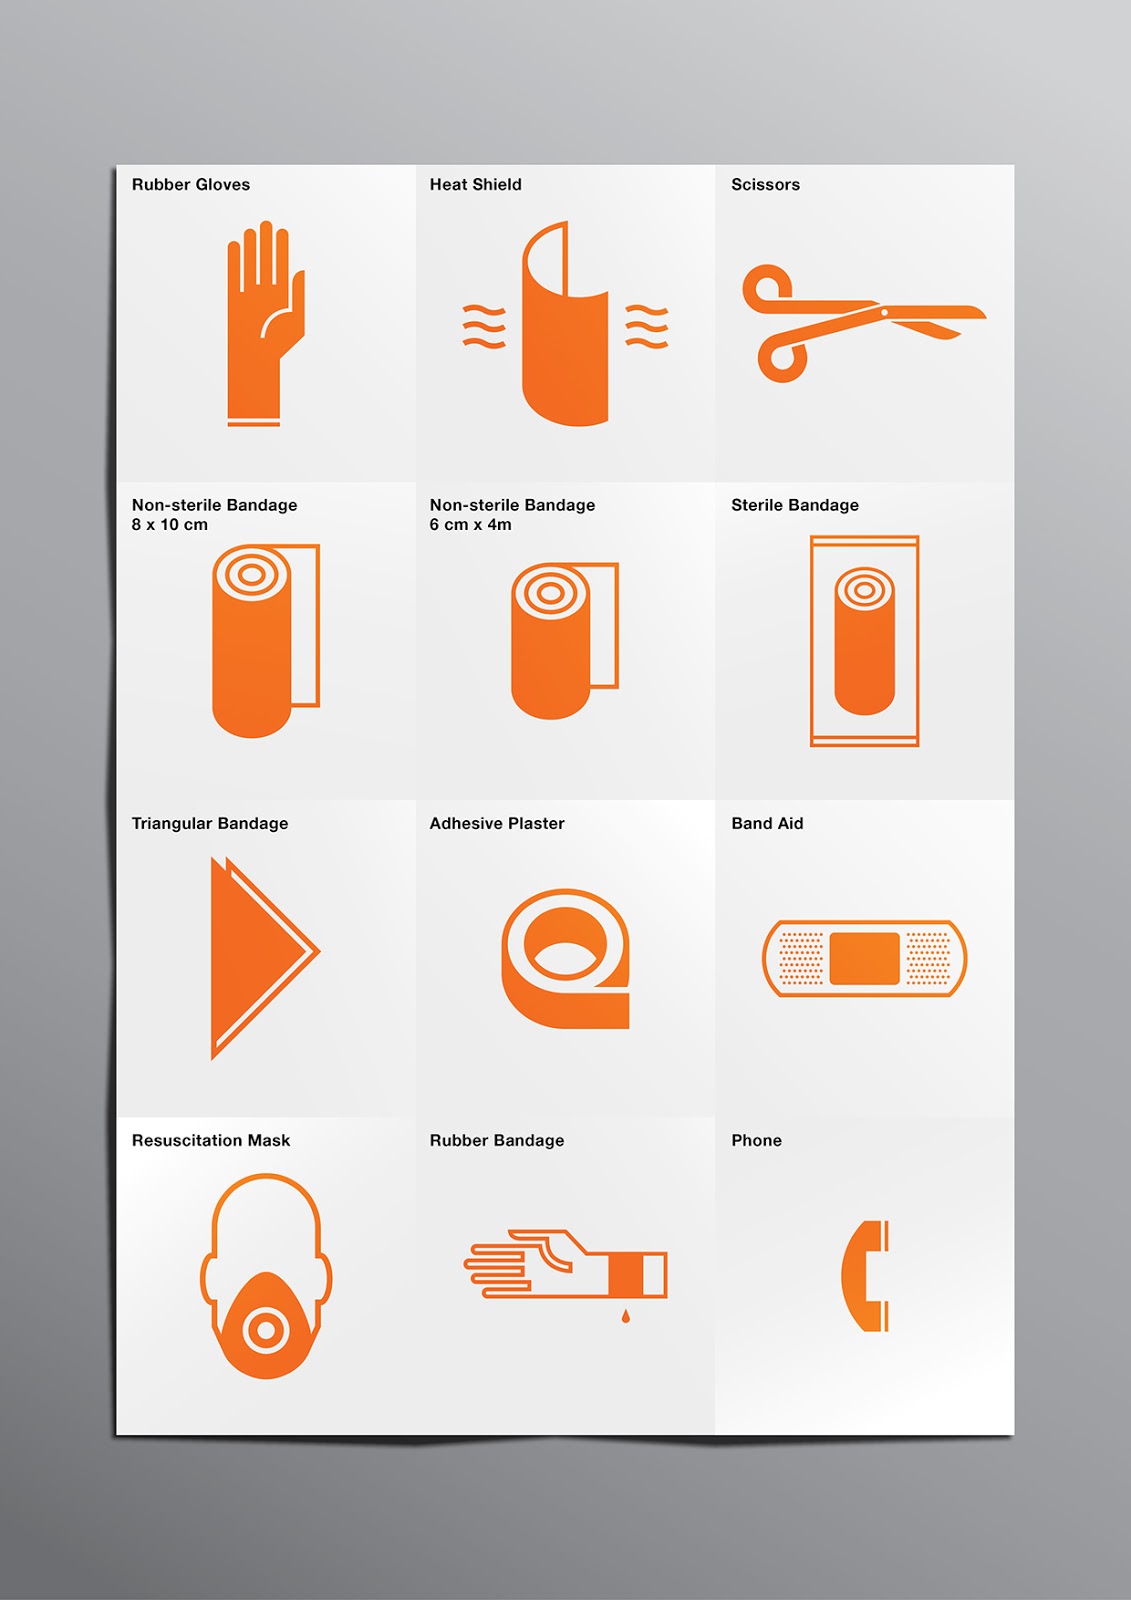 Rubber Gloves
Heat Shield
Scissors
Non-sterile Bandage
8 x 10 cm
Non-sterile Bandage
6 cm x 4m
Sterile Bandage
Triangular Bandage
Adhesive Plaster
Band Aid
Resuscitation Mask
Rubber Bandage
Phone